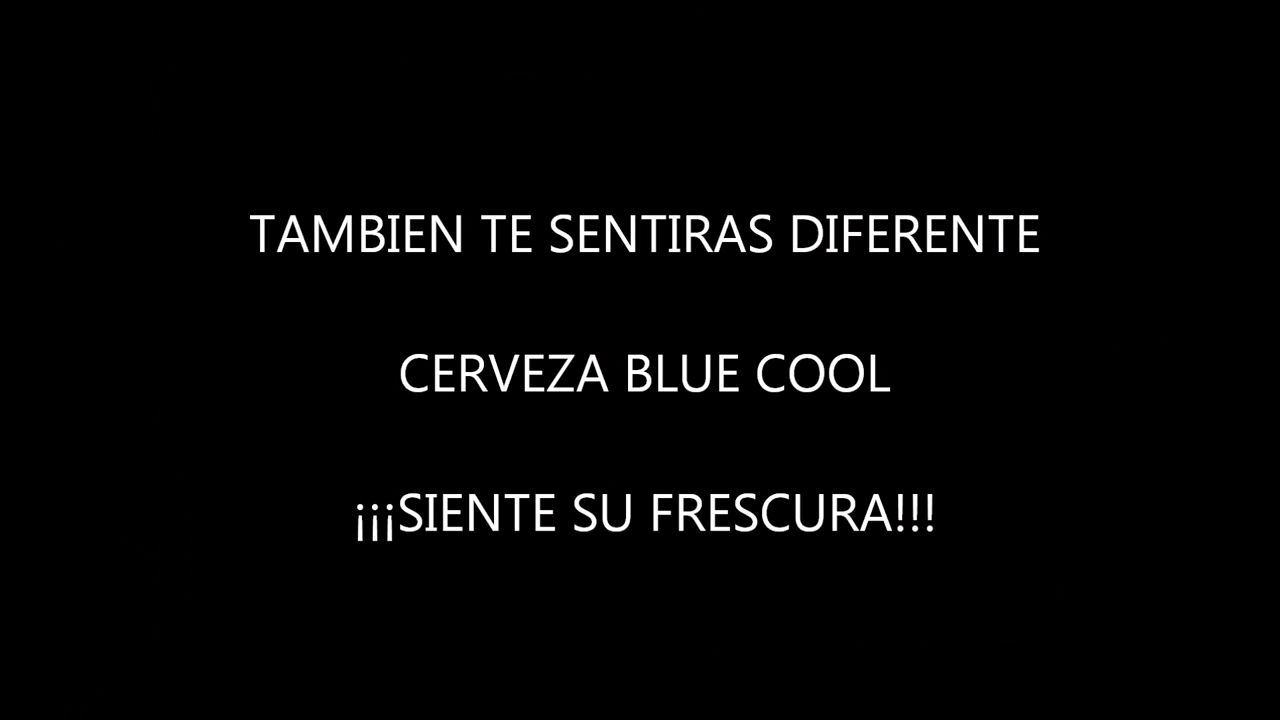 TAMBIEN TE SENTIRAS DIFERENTE
CERVEZA BLUE COOL
¡¡¡SIENTE SU FRESCURA!!!